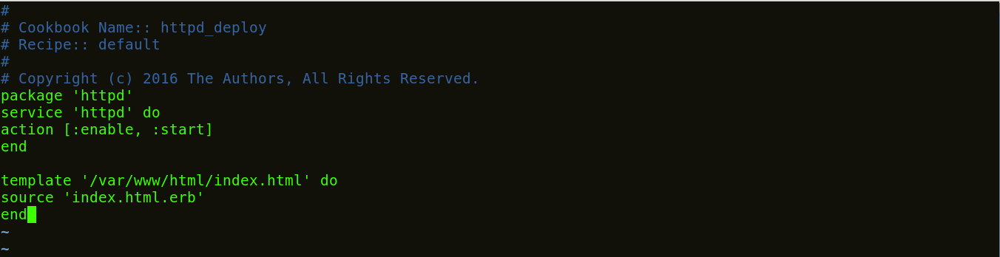 #
# Cookbook Name:: httpd_deploy
# Recipe:: default
#
# Copyright (c) 2016 The Authors, All Rights Reserved.
package 'httpd'
service 'httpd' do
action [:enable, :start]
end

template '/var/www/html/index.html' do
source 'index.html.erb'
end
~
~